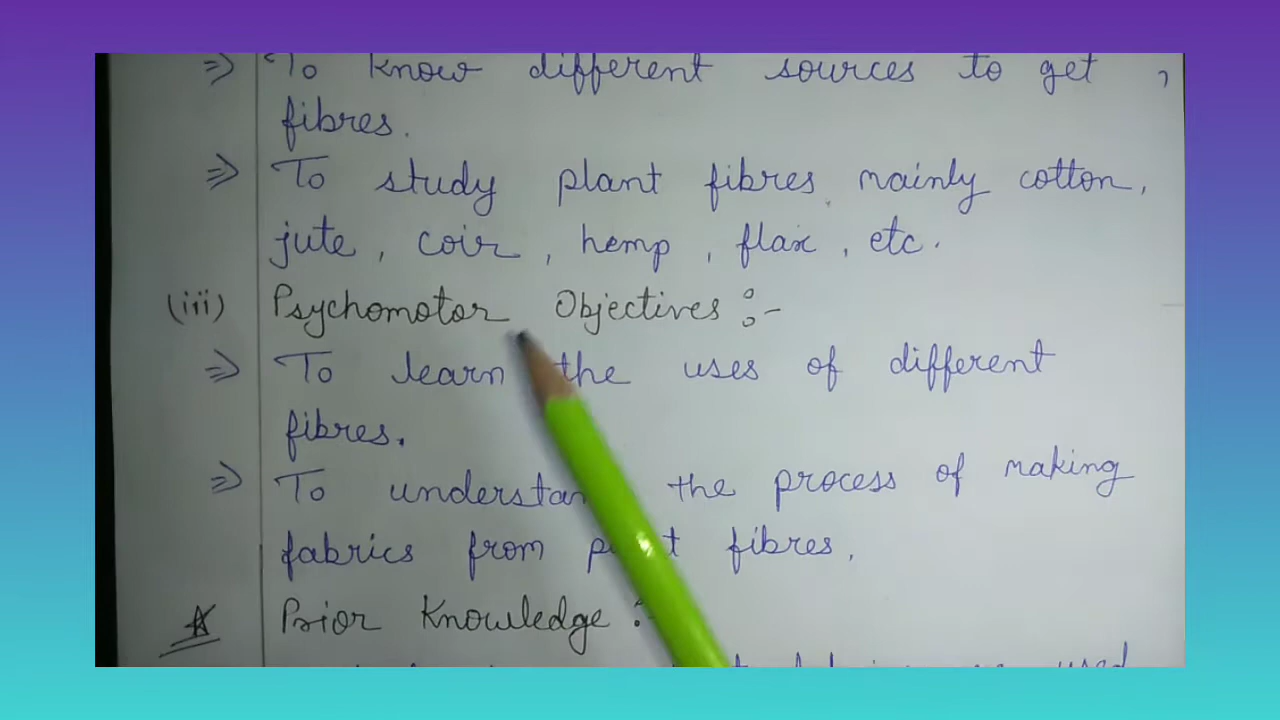 ⇒ To know different sources to get
fibres.
⇒ To study plant fibres mainly cotton,
jute, coir, hemp, flax, etc.
(iii) Psychomotor Objectives :-
⇒ To learn the uses of different
fibres.
⇒ To the process of making
fabrics from fibres.
Prior Knowledge :
used